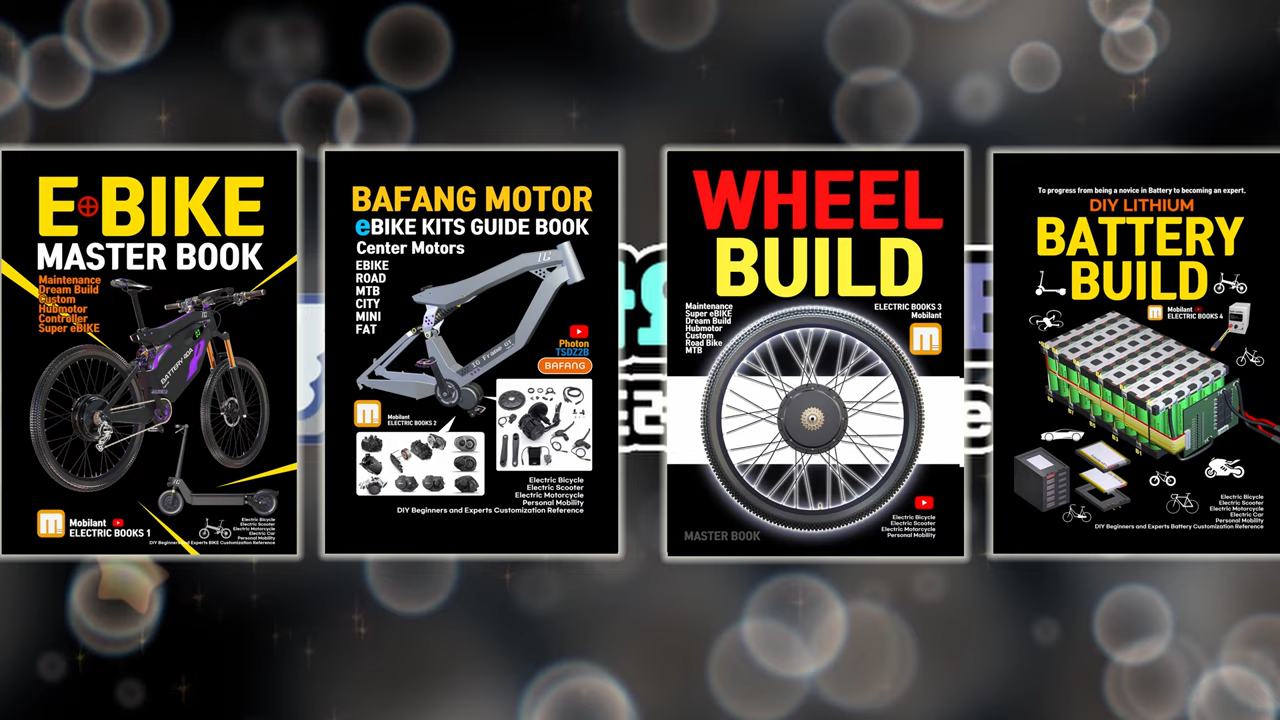 E-BIKE
MASTER BOOK
Maintenance
Dream Build
Custom
Hubmotor
Controller
Super eBIKE
BATTERY 40A
Mobilant
ELECTRIC BOOKS 1
Electric Bicycle
Electric Scooter
Electric Motorcycle
Electric Car
Personal Mobility
DIY Beginners and Experts BIKE Customization Reference
BAFANG MOTOR
eBIKE KITS GUIDE BOOK
Center Motors
EBIKE
ROAD
MTB
CITY
MINI
FAT
Photon
TSDZ2B
BAFANG
Mobilant
ELECTRIC BOOKS 2
Electric Bicycle
Electric Scooter
Electric Motorcycle
Personal Mobility
DIY Beginners and Experts Customization Reference
WHEEL
BUILD
Maintenance
Super eBIKE
Dream Build
Hubmotor
Custom
Road Bike
MTB
ELECTRIC BOOKS 3
Mobilant
Electric Bicycle
Electric Scooter
Electric Motorcycle
Personal Mobility
MASTER BOOK
To progress from being a novice in Battery to becoming an expert.
DIY LITHIUM
BATTERY
BUILD
Mobilant
ELECTRIC BOOKS 4
Electric Bicycle
Electric Scooter
Electric Motorcycle
Electric Car
Personal Mobility
DIY Beginners and Experts Battery Customization Reference